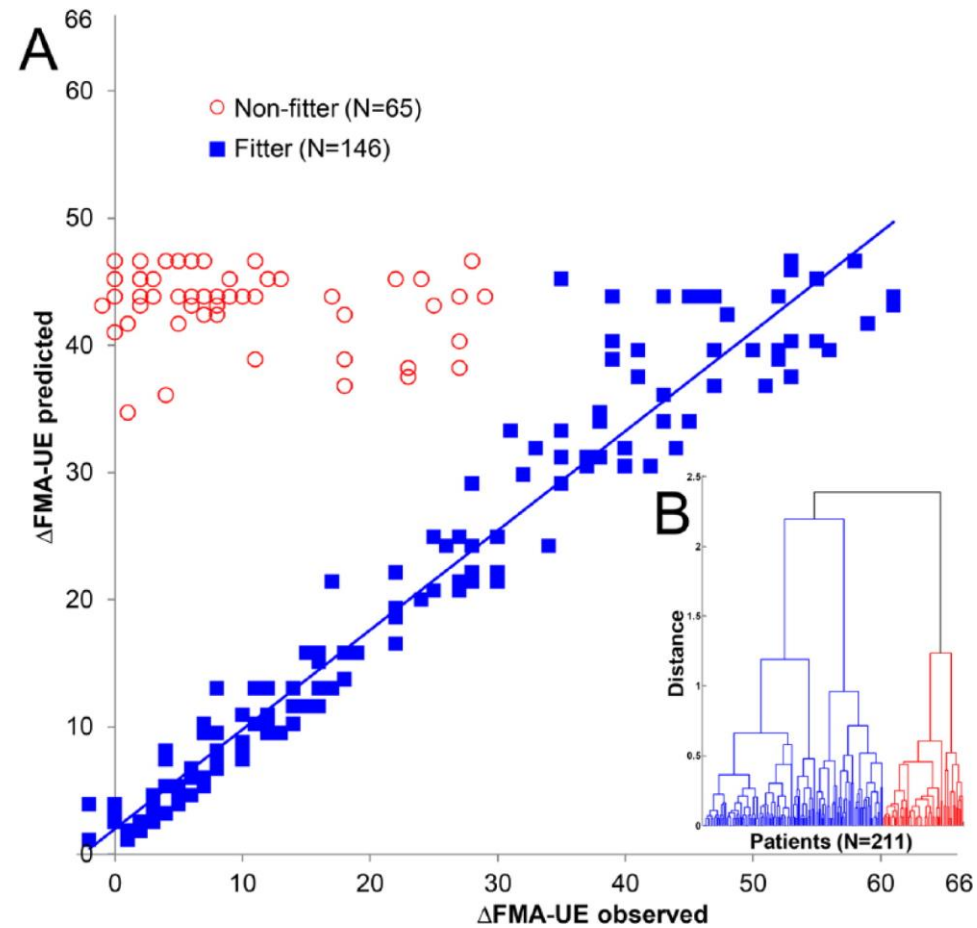 A
66
60
50
40
30
20
10
0
ΔFMA-UE predicted
Non-fitter (N=65)
Fitter (N=146)
0 10 20 30 40 50 60 66
ΔFMA-UE observed
B
2.5
2
1.5
1
0.5
0
Distance
Patients (N=211)